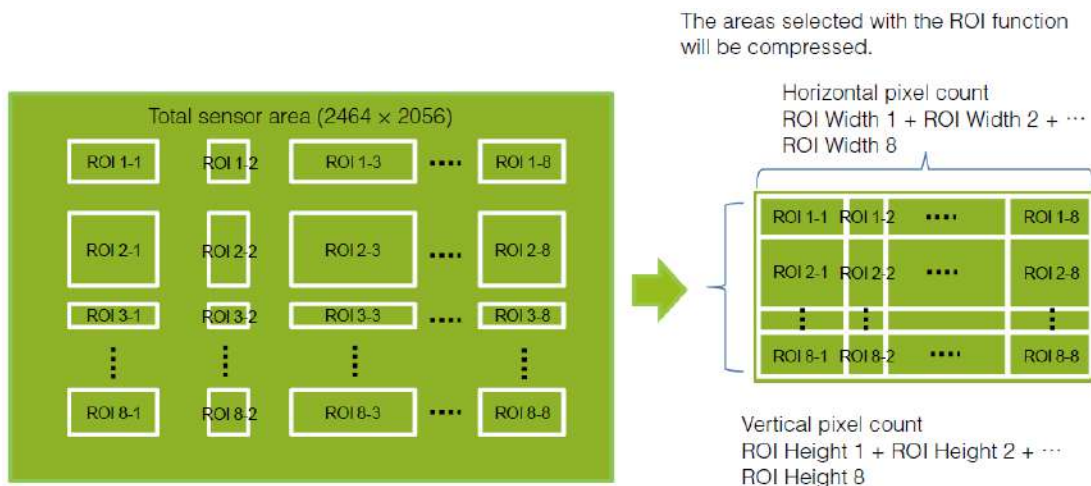 The areas selected with the ROI function
will be compressed.
Total sensor area (2464 × 2056)
ROI 1-1 ROI 1-2 ROI 1-3 ···· ROI 1-8
ROI 2-1 ROI 2-2 ROI 2-3 ···· ROI 2-8
ROI 3-1 ROI 3-2 ROI 3-3 ···· ROI 3-8
ROI 8-1 ROI 8-2 ROI 8-3 ···· ROI 8-8
Horizontal pixel count
ROI Width 1 + ROI Width 2 + ···
ROI Width 8
ROI 1-1 ROI 1-2 ···· ROI 1-8
ROI 2-1 ROI 2-2 ···· ROI 2-8
ROI 8-1 ROI 8-2 ···· ROI 8-8
Vertical pixel count
ROI Height 1 + ROI Height 2 + ···
ROI Height 8